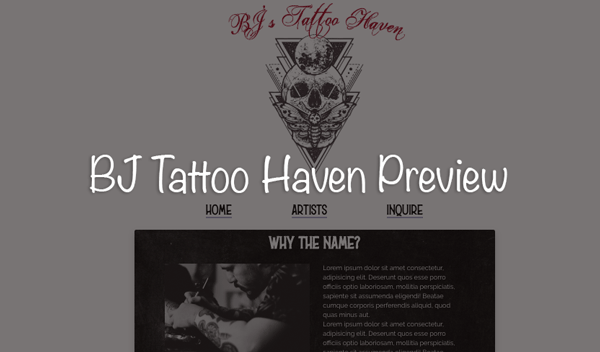 BJ's Tattoo Haven
BJ Tattoo Haven Preview
HOME ARTISTS INQUIRE
WHY THE NAME?
Lorem ipsum dolor sit amet consectetur,
adipisicing elit. Deserunt quos esse porro
officiis optio laboriosam, mollitia perspiciatis,
sapiente sit assumenda eligendi! Beatae
cumque corporis perferendis aliquid, quod
quas minus aut.
Lorem ipsum dolor sit amet consectetur,
adipisicing elit. Deserunt quos esse porro
officiis optio laboriosam, mollitia perspiciatis,